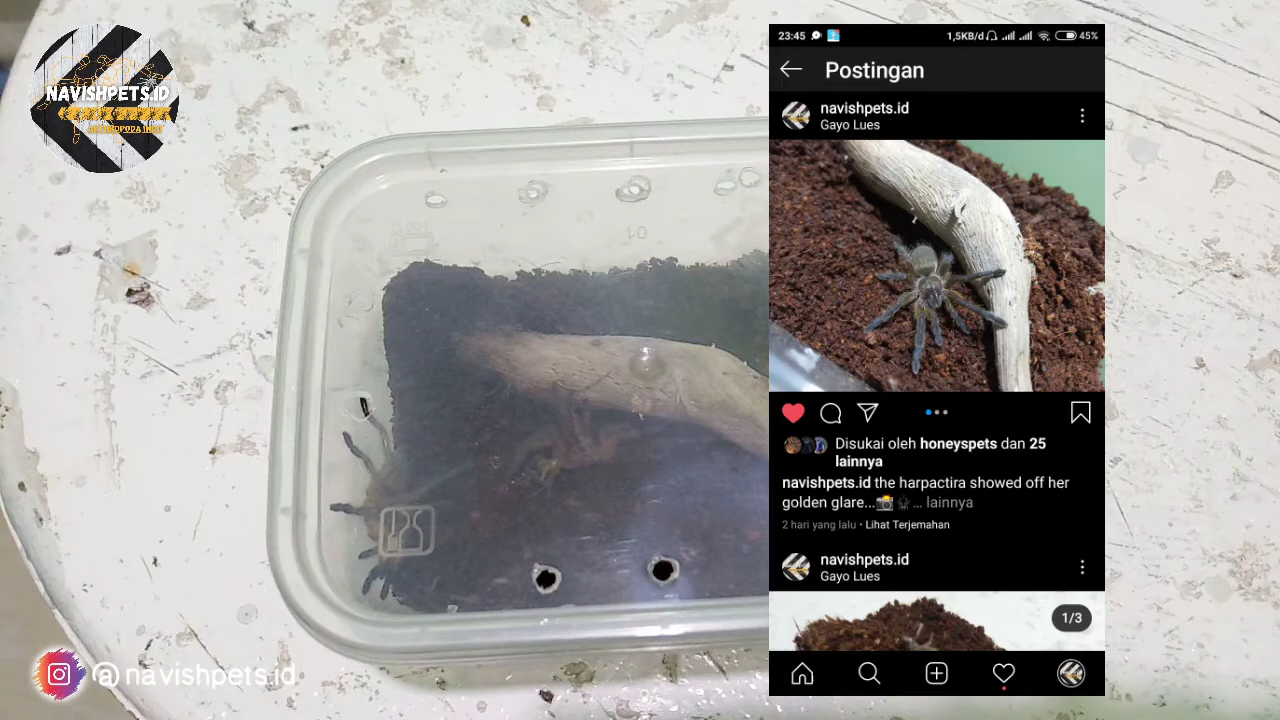 NAVISHPETS.ID
23:45
1,5KB/d
45%
Postingan
navishpets.id
Gayo Lues
Disukai oleh honeyspets dan 25
lainnya
navishpets.id the harpactira showed off her
golden glare...📸🕷... lainnya
2 hari yang lalu • Lihat Terjemahan
navishpets.id
Gayo Lues
1/3
@navishpets.id